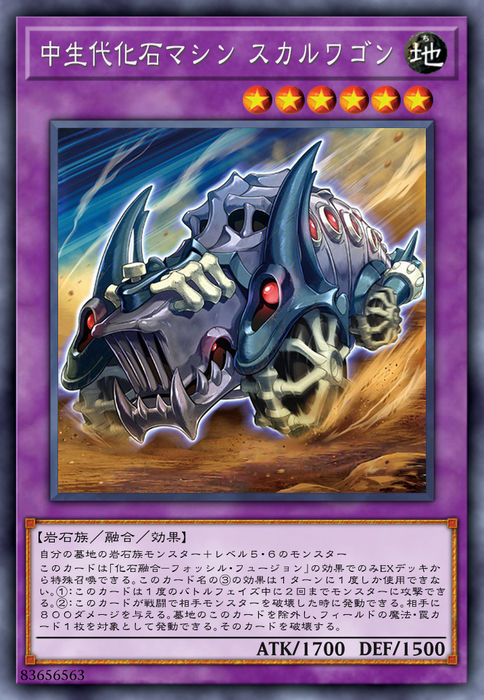 中生代化石マシン スカルワゴン
ち
地
【岩石族／融合／効果】
自分の墓地の岩石族モンスター＋レベル５・６のモンスター
このカードは「化石融合－フォッシル・フュージョン」の効果でのみEXデッキか
ら特殊召喚できる。このカード名の③の効果は１ターンに１度しか使用できな
い。①：このカードは１度のバトルフェイズ中に２回までモンスターに攻撃でき
る。②：このカードが戦闘で相手モンスターを破壊した時に発動できる。相手に
８００ダメージを与える。墓地のこのカードを除外し、フィールドの魔法・罠カ
ード１枚を対象として発動できる。そのカードを破壊する。
ATK/1700 DEF/1500
83656563